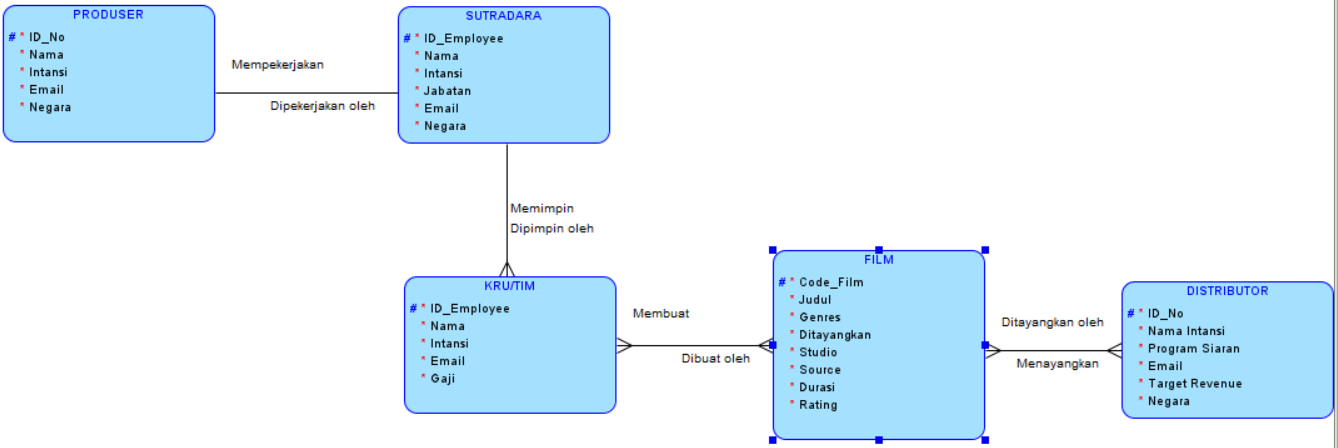 PRODUSER
# * ID_No
* Nama
* Intansi
* Email
* Negara
Mempekerjakan
Dipekerjakan oleh
SUTRADARA
# * ID_Employee
* Nama
* Intansi
* Jabatan
* Email
* Negara
Memimpin
Dipimpin oleh
KRU/TIM
# * ID_Employee
* Nama
* Intansi
* Email
* Gaji
Membuat
Dibuat oleh
FILM
# * Code_Film
* Judul
* Genres
* Ditayangkan
* Studio
* Source
* Durasi
* Rating
Ditayangkan oleh
Menayangkan
DISTRIBUTOR
# * ID_No
* Nama Intansi
* Program Siaran
* Email
* Target Revenue
* Negara